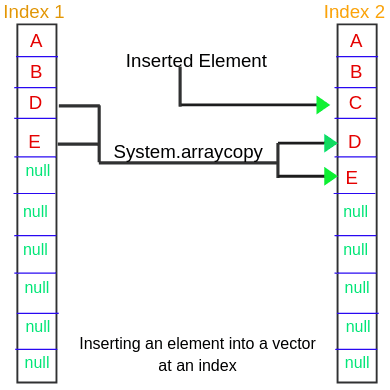 Index 1
Index 2
A
B
D
E
null
null
null
null
null
null
Inserted Element
System.arraycopy
A
B
C
D
E
null
null
null
null
null
Inserting an element into a vector
at an index